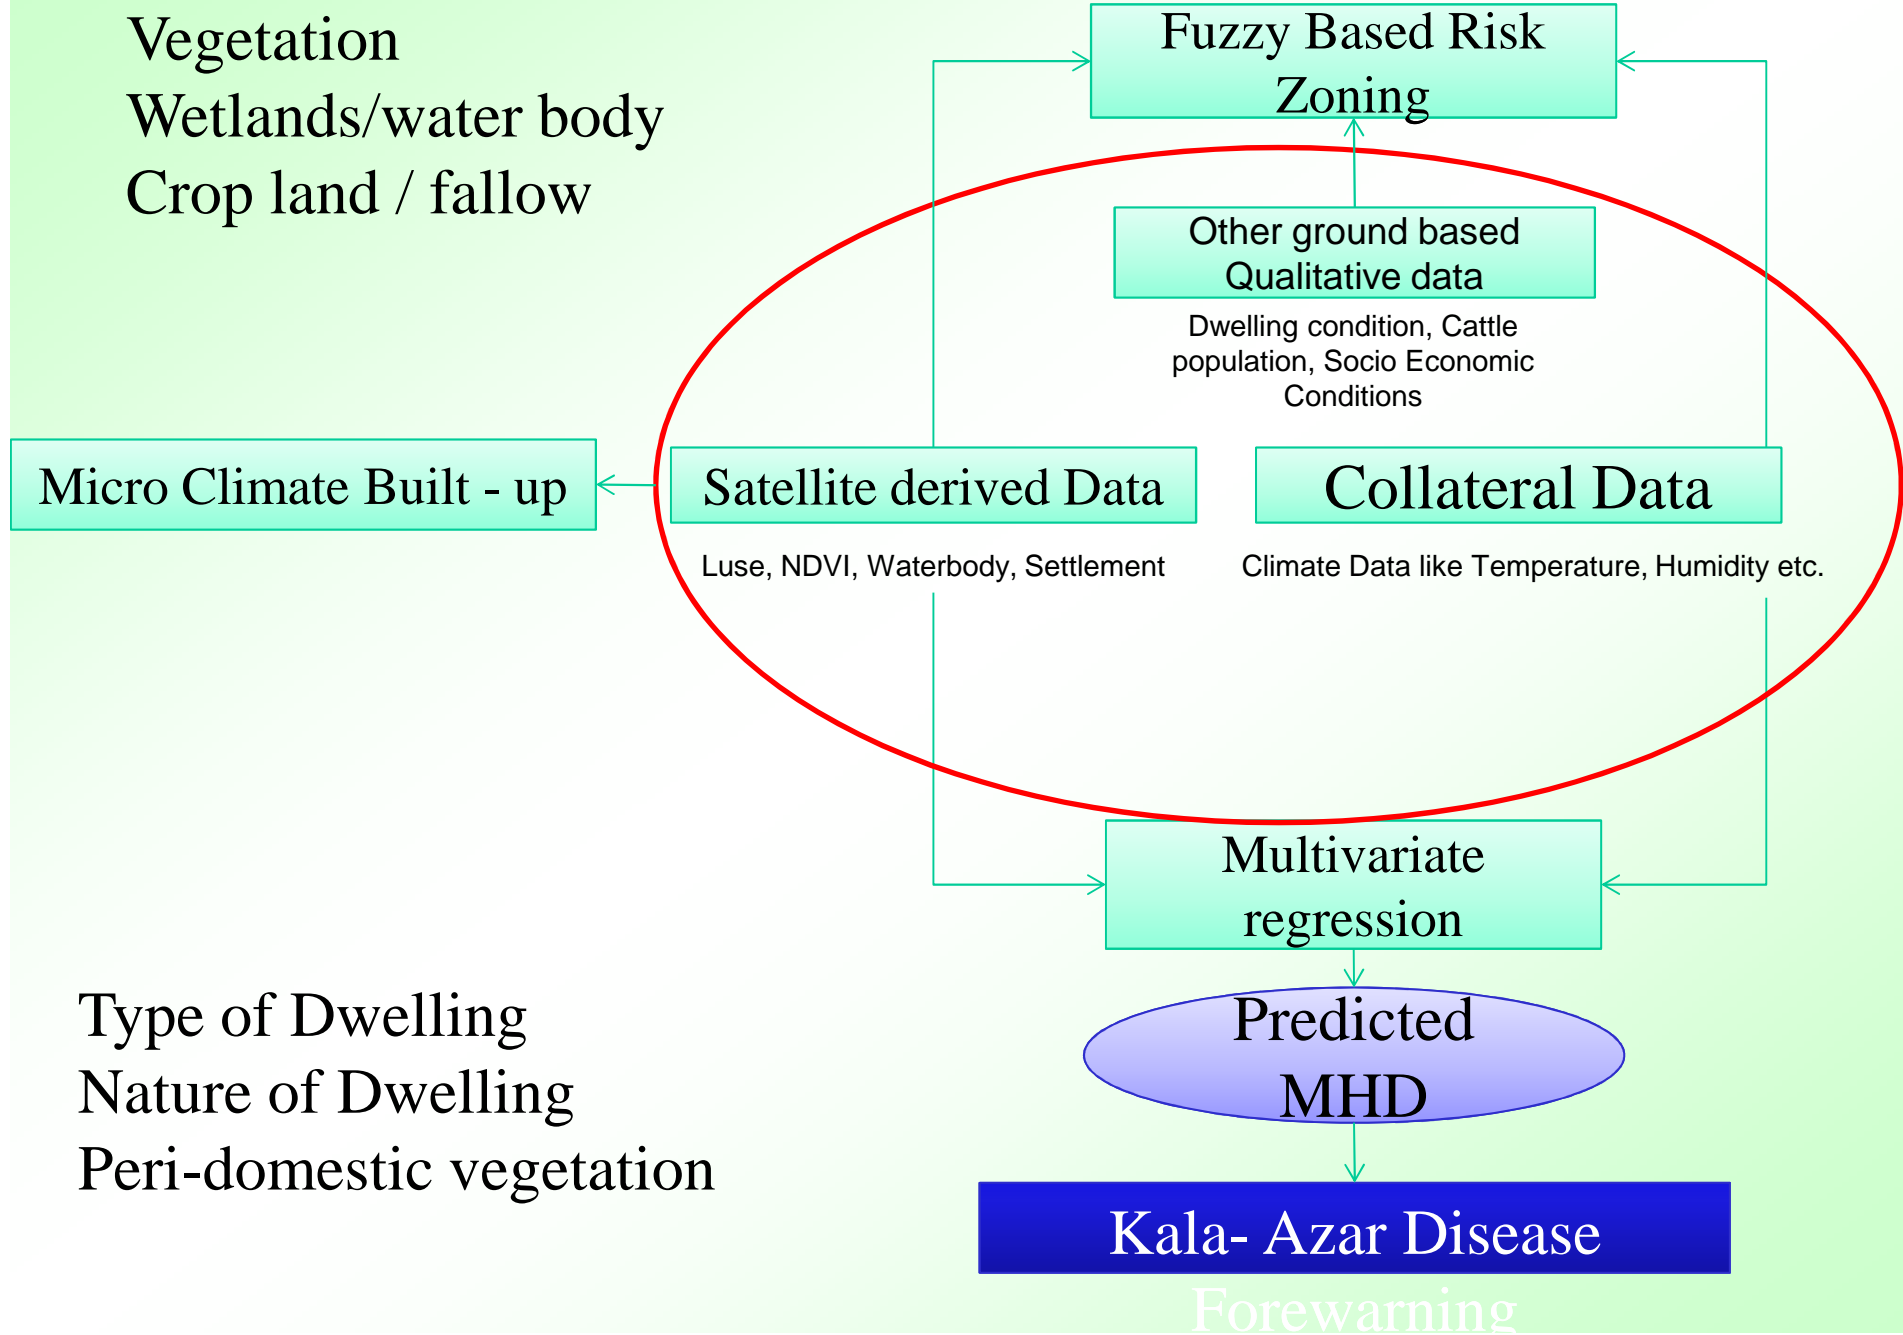 Vegetation
Wetlands/water body
Crop land / fallow
Fuzzy Based Risk
Zoning
Other ground based
Qualitative data
Dwelling condition, Cattle
population, Socio Economic
Conditions
Micro Climate Built - up
Satellite derived Data
Collateral Data
Luse, NDVI, Waterbody, Settlement
Climate Data like Temperature, Humidity etc.
Multivariate
regression
Predicted
MHD
Type of Dwelling
Nature of Dwelling
Peri-domestic vegetation
Kala- Azar Disease
Forewarning